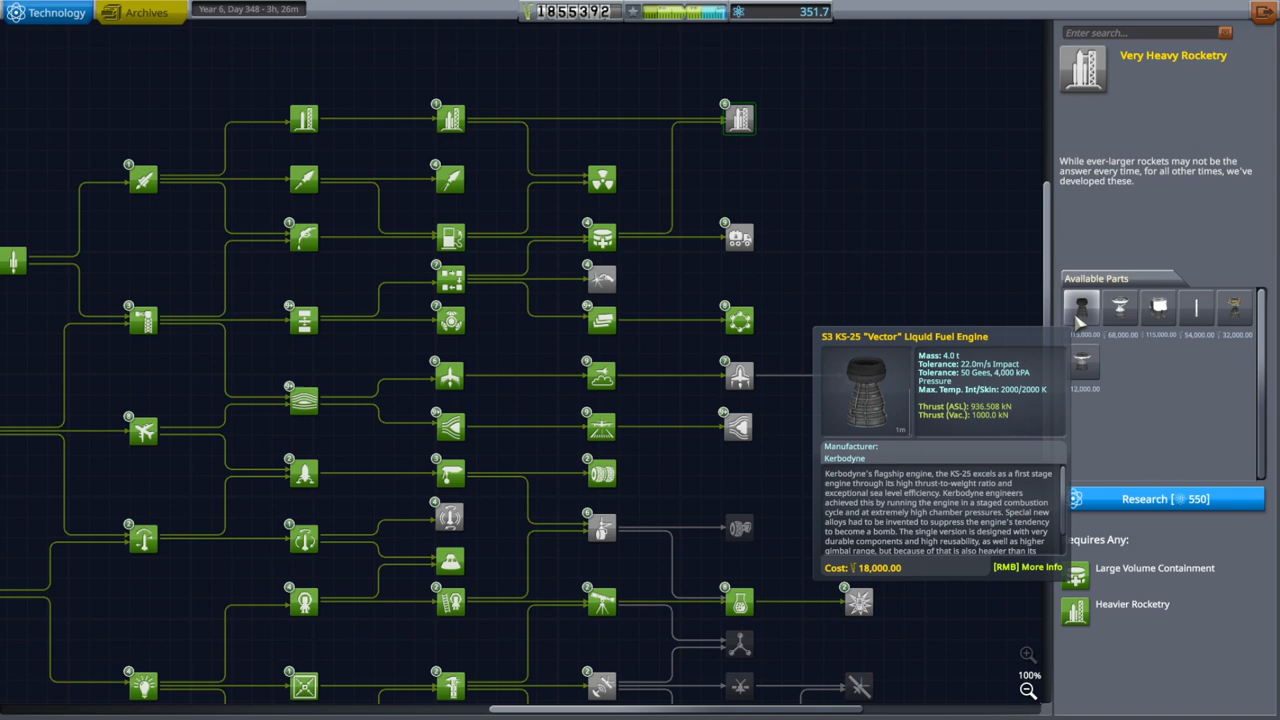 Technology
Archives
Year 6, Day 348 - 3h, 26m
1855392
351.7
Enter search...
Very Heavy Rocketry
While ever-larger rockets may not be the
answer every time, for all other times, we've
developed these.
Available Parts
68,000.00
115,000.00
54,000.00
32,000.00
12,000.00
S3 KS-25 "Vector" Liquid Fuel Engine
Mass: 4.0 t
Tolerance: 22.0m/s Impact
Tolerance: 50 Gees, 4,000 kPa
Pressure
Max. Temp. Int/Skin: 2000/2000 K
Thrust (ASL): 936.508 kN
Thrust (Vac.): 1000.0 kN
1m
Manufacturer:
Kerbodyne
Kerbodyne's flagship engine, the KS-25 excels as a first stage
engine through its high thrust-to-weight ratio and
exceptional sea level efficiency. Kerbodyne engineers
achieved this by running the engine in a staged combustion
cycle and at extremely high chamber pressures. Special new
alloys had to be invented to suppress the engine's tendency
to become a bomb. The single version is designed with very
durable components and high reusability, as well as higher
gimbal range, but because of that is also heavier than its
Cost: 18,000.00
[RMB] More Info
Research [ 550]
Requires Any:
Large Volume Containment
Heavier Rocketry
100%